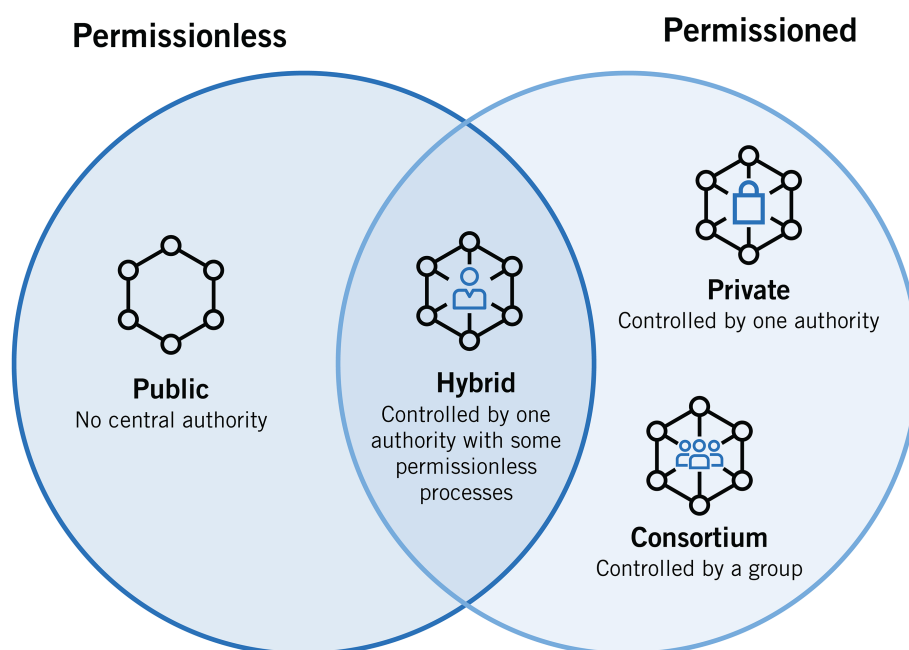 Permissionless
Permissioned
Public
No central authority
Hybrid
Controlled by one
authority with some
permissionless
processes
Private
Controlled by one authority
Consortium
Controlled by a group